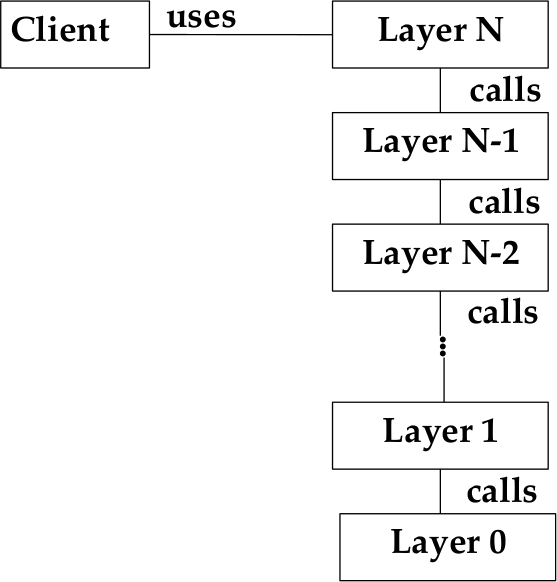 Client
uses
Layer N
calls
Layer N-1
calls
Layer N-2
calls
Layer 1
calls
Layer 0